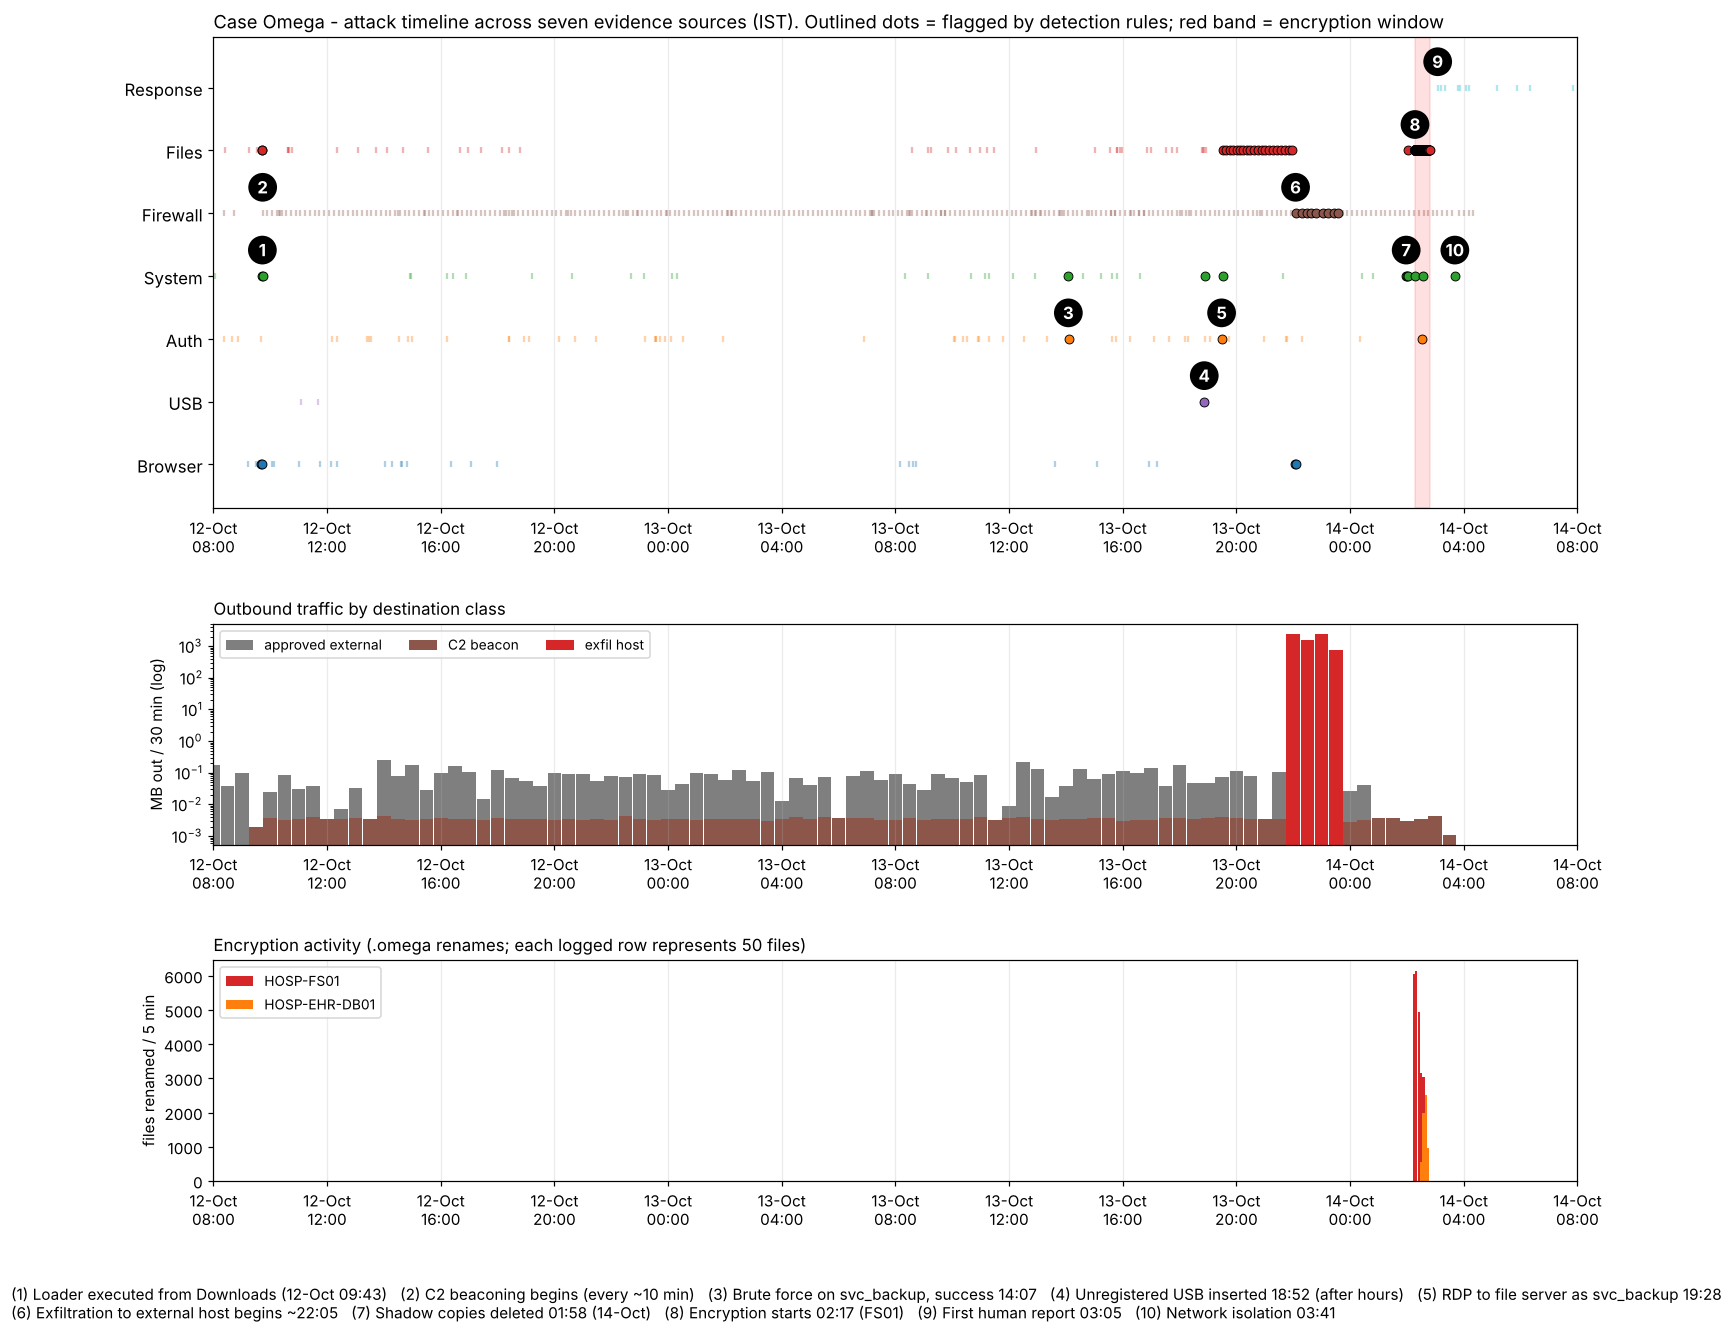 Case Omega - attack timeline across seven evidence sources (IST). Outlined dots = flagged by detection rules; red band = encryption window
9
Response
8
Files
2
6
Firewall
1
7
10
System
3
5
Auth
4
USB
Browser
12-Oct 12-Oct 12-Oct 12-Oct 13-Oct 13-Oct 13-Oct 13-Oct 13-Oct 13-Oct 14-Oct 14-Oct 14-Oct
08:00 12:00 16:00 20:00 00:00 04:00 08:00 12:00 16:00 20:00 00:00 04:00 08:00
Outbound traffic by destination class
approved external C2 beacon exfil host
MB out / 30 min (log)
10³
10²
10¹
10⁰
10⁻¹
10⁻²
10⁻³
12-Oct 12-Oct 12-Oct 12-Oct 13-Oct 13-Oct 13-Oct 13-Oct 13-Oct 13-Oct 14-Oct 14-Oct 14-Oct
08:00 12:00 16:00 20:00 00:00 04:00 08:00 12:00 16:00 20:00 00:00 04:00 08:00
Encryption activity (.omega renames; each logged row represents 50 files)
HOSP-FS01
HOSP-EHR-DB01
files renamed / 5 min
6000
5000
4000
3000
2000
1000
0
12-Oct 12-Oct 12-Oct 12-Oct 13-Oct 13-Oct 13-Oct 13-Oct 13-Oct 13-Oct 14-Oct 14-Oct 14-Oct
08:00 12:00 16:00 20:00 00:00 04:00 08:00 12:00 16:00 20:00 00:00 04:00 08:00
(1) Loader executed from Downloads (12-Oct 09:43) (2) C2 beaconing begins (every ~10 min) (3) Brute force on svc_backup, success 14:07 (4) Unregistered USB inserted 18:52 (after hours) (5) RDP to file server as svc_backup 19:28
(6) Exfiltration to external host begins ~22:05 (7) Shadow copies deleted 01:58 (14-Oct) (8) Encryption starts 02:17 (FS01) (9) First human report 03:05 (10) Network isolation 03:41